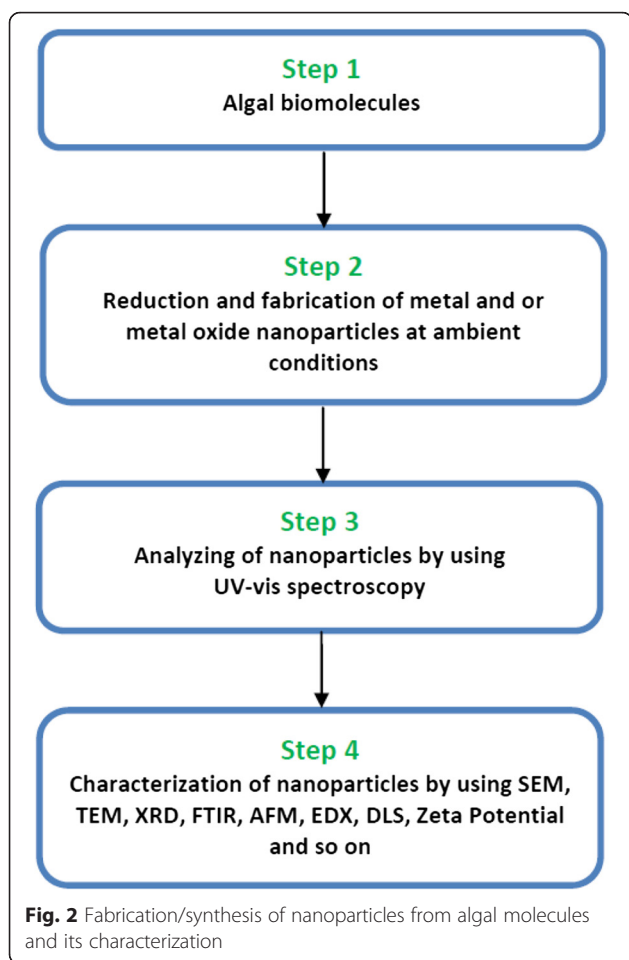 Step 1
Algal biomolecules
Step 2
Reduction and fabrication of metal and or
metal oxide nanoparticles at ambient
conditions
Step 3
Analyzing of nanoparticles by using
UV-vis spectroscopy
Step 4
Characterization of nanoparticles by using SEM,
TEM, XRD, FTIR, AFM, EDX, DLS, Zeta Potential
and so on
Fig. 2 Fabrication/synthesis of nanoparticles from algal molecules
and its characterization